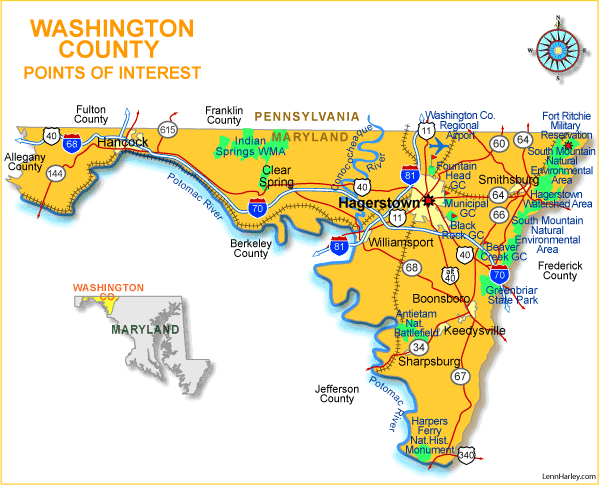 WASHINGTON
COUNTY
POINTS OF INTEREST
N
W
E
S
Fulton
County
Franklin
County
PENNSYLVANIA
MARYLAND
Washington Co.
Regional
Airport
Fort Ritchie
Military
Reservation
40
68
Hancock
615
Indian
Springs WMA
Conococheague
River
11
60
64
South Mountain
Natural
Environmental
Area
Allegany
County
144
Clear
Spring
Potomac River
70
40
81
Fountain
Head
GC
Smithsburg
64
Hagerstown
Watershed Area
Hagerstown
Municipal
GC
66
11
Black
Rock GC
South Mountain
Natural
Environmental
Area
Berkeley
County
81
Williamsport
40
Beaver
Creek GC
Frederick
County
68
alt
40
70
Greenbriar
State Park
WASHINGTON
CO
MARYLAND
Boonsboro
Antietam
Nat.
Battlefield
Keedysville
34
Sharpsburg
67
Jefferson
County
Potomac
River
Harpers
Ferry
Nat.Hist.
Monument
340
LennHarley.com